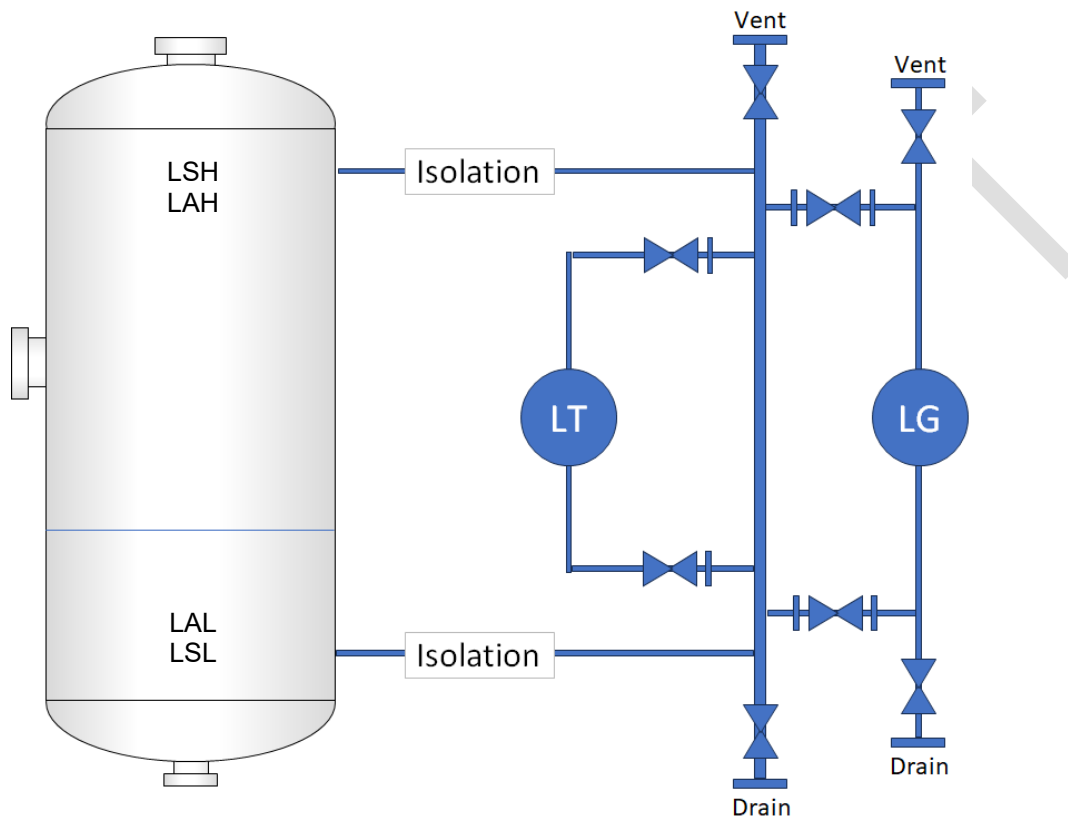 Vent
Vent
LSH
LAH
Isolation
LT
LG
LAL
LSL
Isolation
Drain
Drain